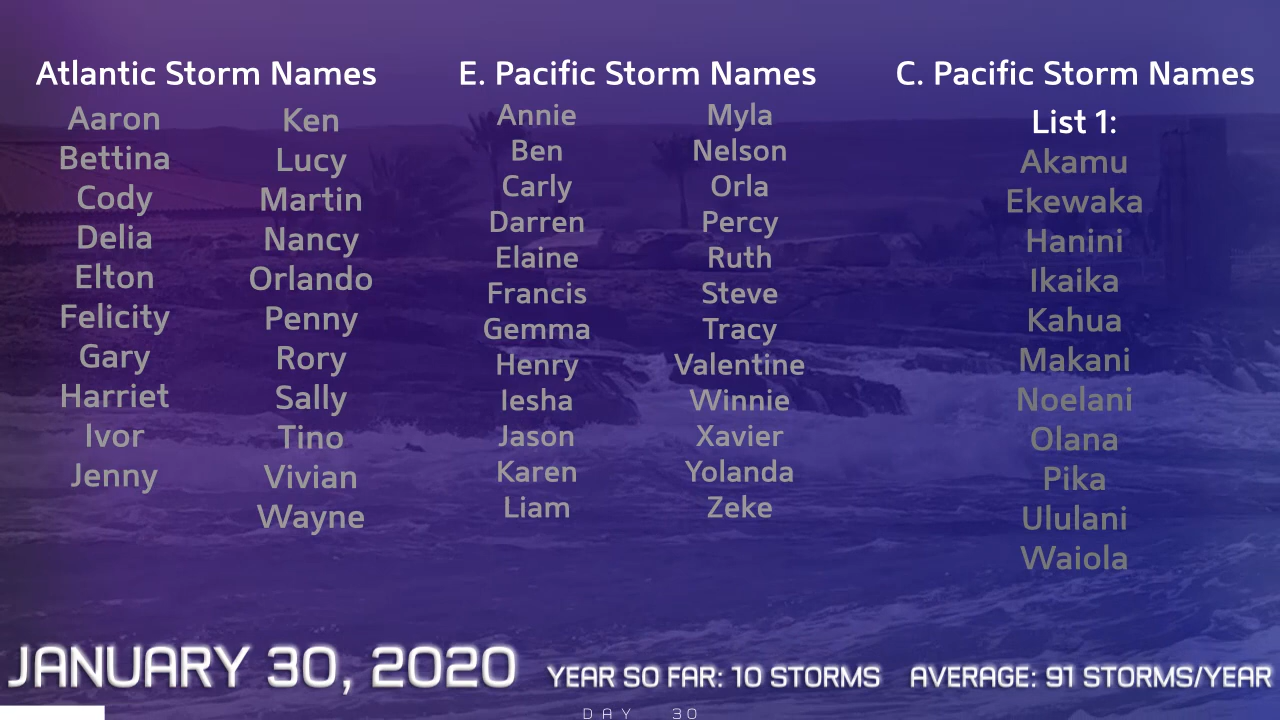 Atlantic Storm Names
Aaron
Bettina
Cody
Delia
Elton
Felicity
Gary
Harriet
Ivor
Jenny
Ken
Lucy
Martin
Nancy
Orlando
Penny
Rory
Sally
Tino
Vivian
Wayne
E. Pacific Storm Names
Annie
Ben
Carly
Darren
Elaine
Francis
Gemma
Henry
Iesha
Jason
Karen
Liam
Myla
Nelson
Orla
Percy
Ruth
Steve
Tracy
Valentine
Winnie
Xavier
Yolanda
Zeke
C. Pacific Storm Names
List 1:
Akamu
Ekewaka
Hanini
Ikaika
Kahua
Makani
Noelani
Olana
Pika
Ululani
Waiola
JANUARY 30, 2020
YEAR SO FAR: 10 STORMS
AVERAGE: 91 STORMS/YEAR
DAY 30